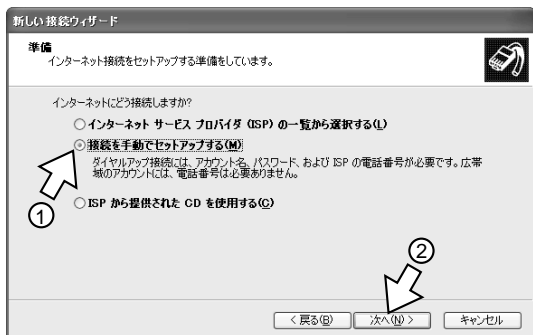 新しい接続ウィザード
準備
インターネット接続をセットアップする準備をしています。
インターネットにどう接続しますか?
インターネット サービス プロバイダ (ISP) の一覧から選択する(L)
接続を手動でセットアップする(M)
ダイヤルアップ接続には、アカウント名、パスワード、および ISP の電話番号が必要です。広帯
域のアカウントには、電話番号は必要ありません。
ISP から提供された CD を使用する(C)
①
②
< 戻る(B) 次へ(N) > キャンセル